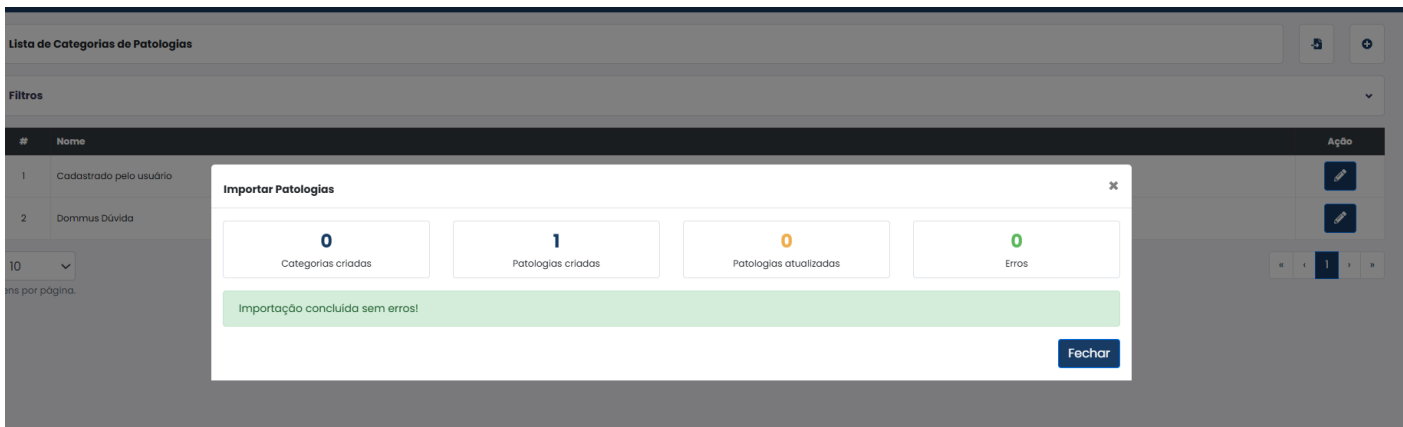 Lista de Categorias de Patologias
Filtros
# Nome Ação
1 Cadastrado pelo usuário
2 Dommus Dúvida
Importar Patologias ×
0 1 0 0
Categorias criadas Patologias criadas Patologias atualizadas Erros
Importação concluída sem erros!
Fechar
10 « ‹ 1 › »
ens por página.